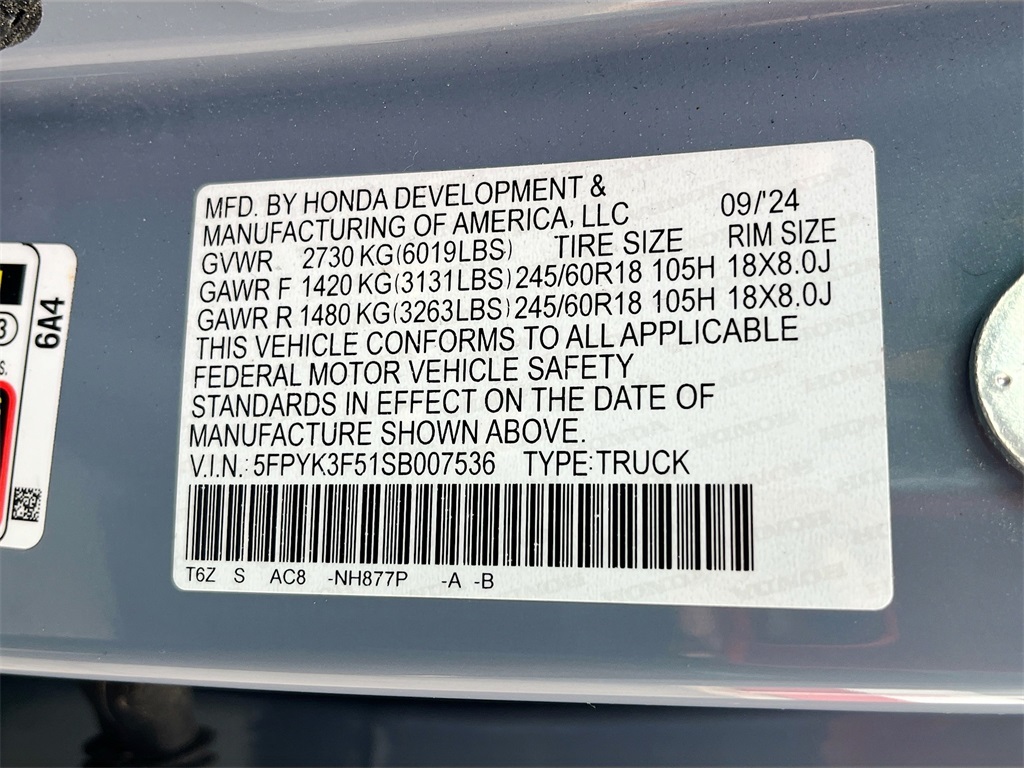 MFD. BY HONDA DEVELOPMENT &
MANUFACTURING OF AMERICA, LLC 09/'24
GVWR 2730 KG(6019LBS) TIRE SIZE RIM SIZE
GAWR F 1420 KG(3131LBS) 245/60R18 105H 18X8.0J
GAWR R 1480 KG(3263LBS) 245/60R18 105H 18X8.0J
THIS VEHICLE CONFORMS TO ALL APPLICABLE
FEDERAL MOTOR VEHICLE SAFETY
STANDARDS IN EFFECT ON THE DATE OF
MANUFACTURE SHOWN ABOVE.
V.I.N.: 5FPYK3F51SB007536 TYPE:TRUCK
T6Z S AC8 -NH877P -A -B
6A4